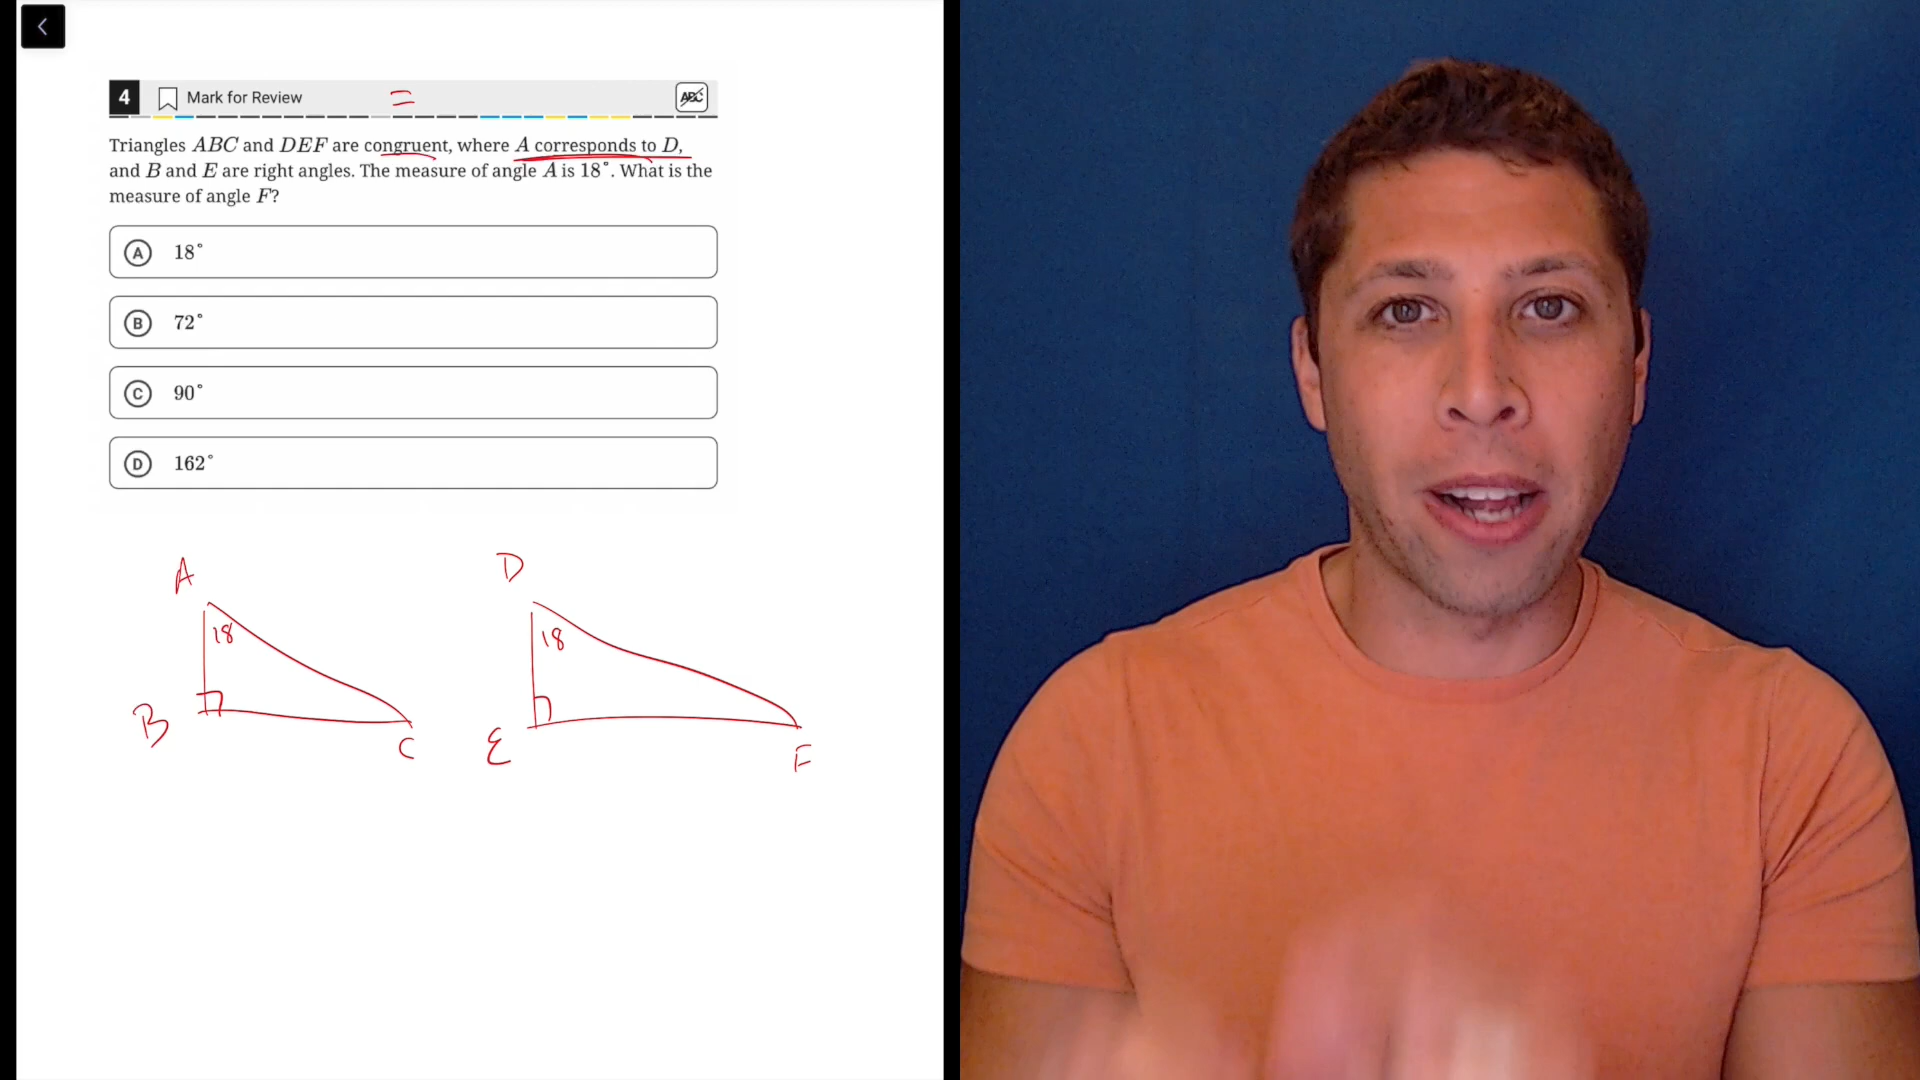 4 Mark for Review = ABC
Triangles ABC and DEF are congruent, where A corresponds to D,
and B and E are right angles. The measure of angle A is 18°. What is the
measure of angle F?
A 18°
B 72°
C 90°
D 162°
A D
18 18
B C E F